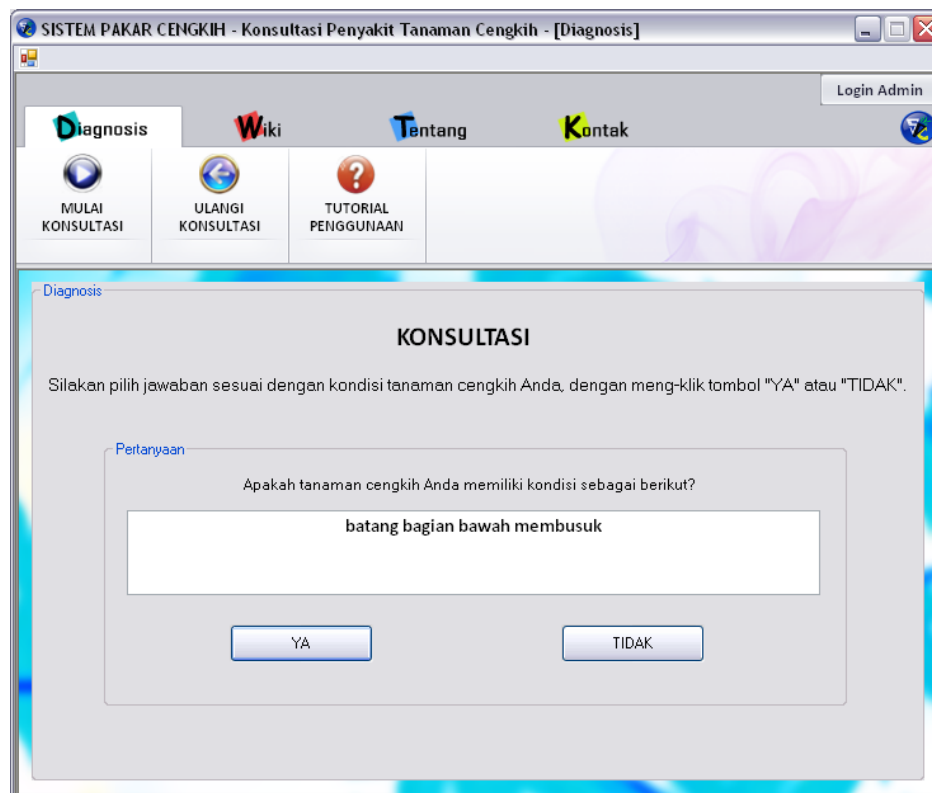 SISTEM PAKAR CENGKIH - Konsultasi Penyakit Tanaman Cengkih - [Diagnosis]
Login Admin
Diagnosis
Wiki
Tentang
Kontak
MULAI
KONSULTASI
ULANGI
KONSULTASI
TUTORIAL
PENGGUNAAN
Diagnosis
KONSULTASI
Silakan pilih jawaban sesuai dengan kondisi tanaman cengkih Anda, dengan meng-klik tombol "YA" atau "TIDAK".
Pertanyaan
Apakah tanaman cengkih Anda memiliki kondisi sebagai berikut?
batang bagian bawah membusuk
YA
TIDAK